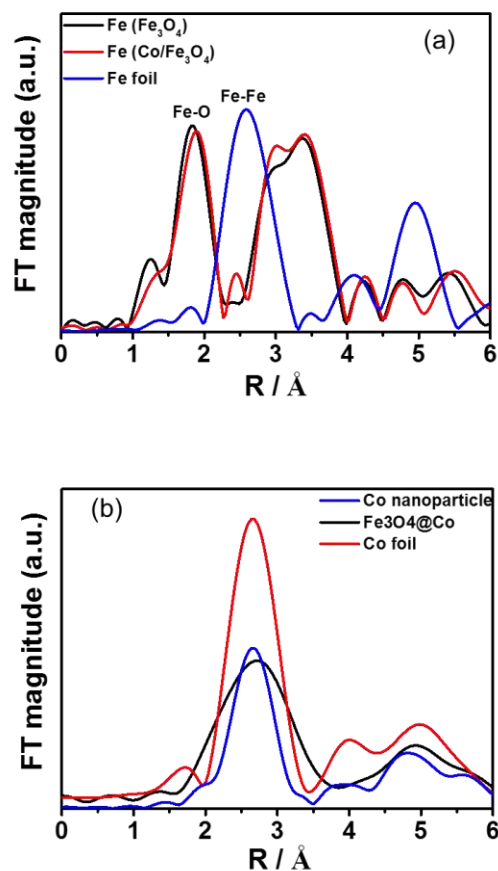 Fe (Fe₃O₄)
Fe (Co/Fe₃O₄)
Fe foil
(a)
Fe-O
Fe-Fe
FT magnitude (a.u.)
0 1 2 3 4 5 6
R / Å
(b)
Co nanoparticle
Fe3O4@Co
Co foil
FT magnitude (a.u.)
0 1 2 3 4 5 6
R / Å